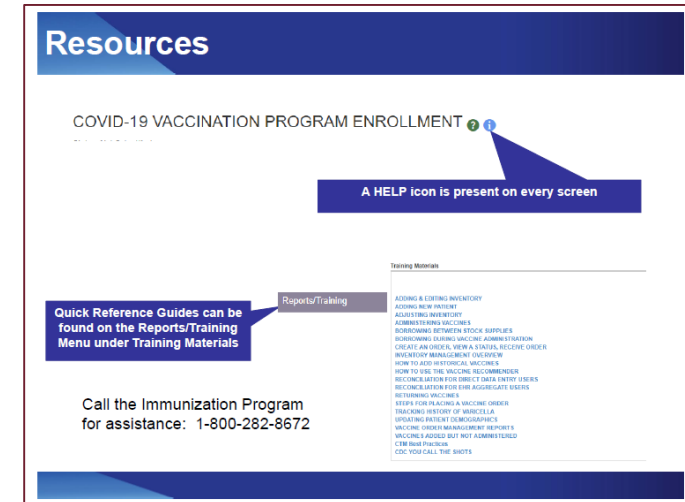 Resources
COVID-19 VACCINATION PROGRAM ENROLLMENT ? i
A HELP icon is present on every screen
Training Materials
Reports/Training
Quick Reference Guides can be
found on the Reports/Training
Menu under Training Materials
ADDING & EDITING INVENTORY
ADDING NEW PATIENT
ADJUSTING INVENTORY
ADMINISTERING VACCINES
BORROWING BETWEEN STOCK SUPPLIES
BORROWING DURING VACCINE ADMINISTRATION
CREATE AN ORDER, VIEW A STATUS, RECEIVE ORDER
INVENTORY MANAGEMENT OVERVIEW
HOW TO ADD HISTORICAL VACCINES
HOW TO USE THE VACCINE RECOMMENDER
RECONCILIATION FOR DIRECT DATA ENTRY USERS
RECONCILIATION FOR EHR AGGREGATE USERS
RETURNING VACCINES
STEPS FOR PLACING A VACCINE ORDER
TRACKING HISTORY OF VARICELLA
UPDATING PATIENT DEMOGRAPHICS
VACCINE ORDER MANAGEMENT REPORTS
VACCINES ADDED BUT NOT ADMINISTERED
CTM Best Practices
CDC YOU CALL THE SHOTS
Call the Immunization Program
for assistance: 1-800-282-8672